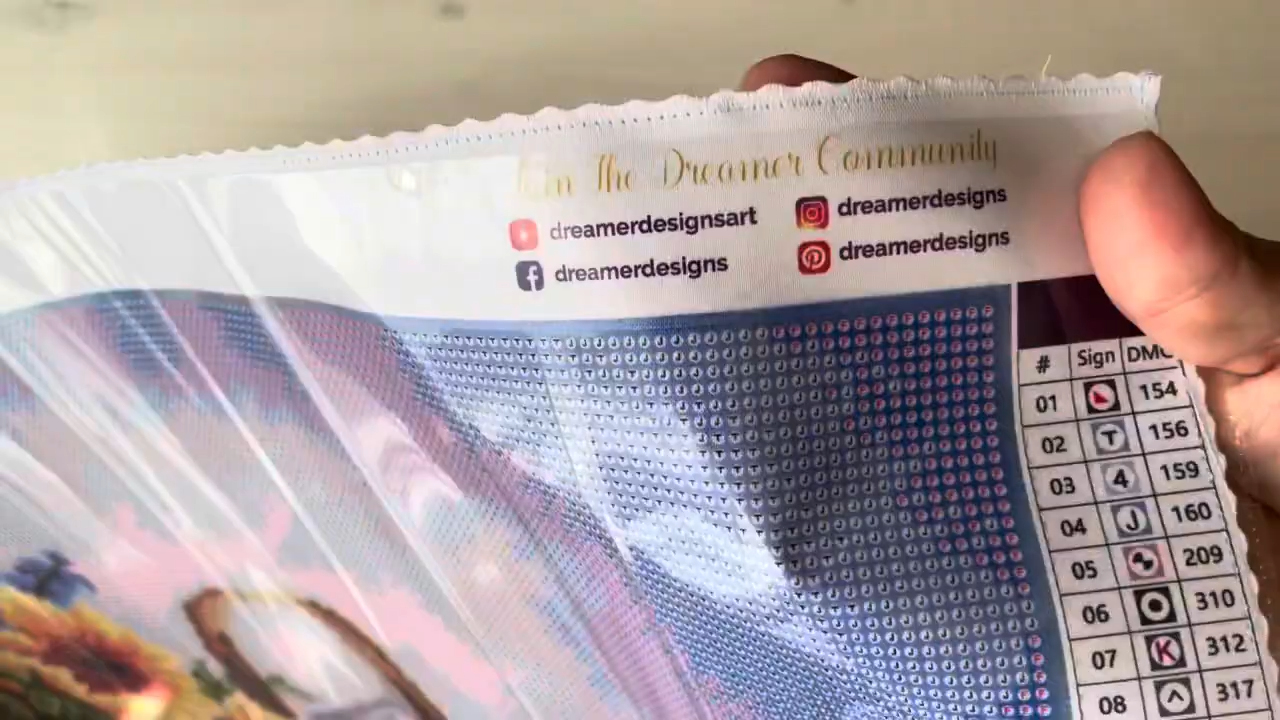 The Dreamer Community
dreamerdesignsart
dreamerdesigns
dreamerdesigns
dreamerdesigns
# Sign DMC
01 154
02 T 156
03 4 159
04 J 160
05 209
06 310
07 K 312
08 317